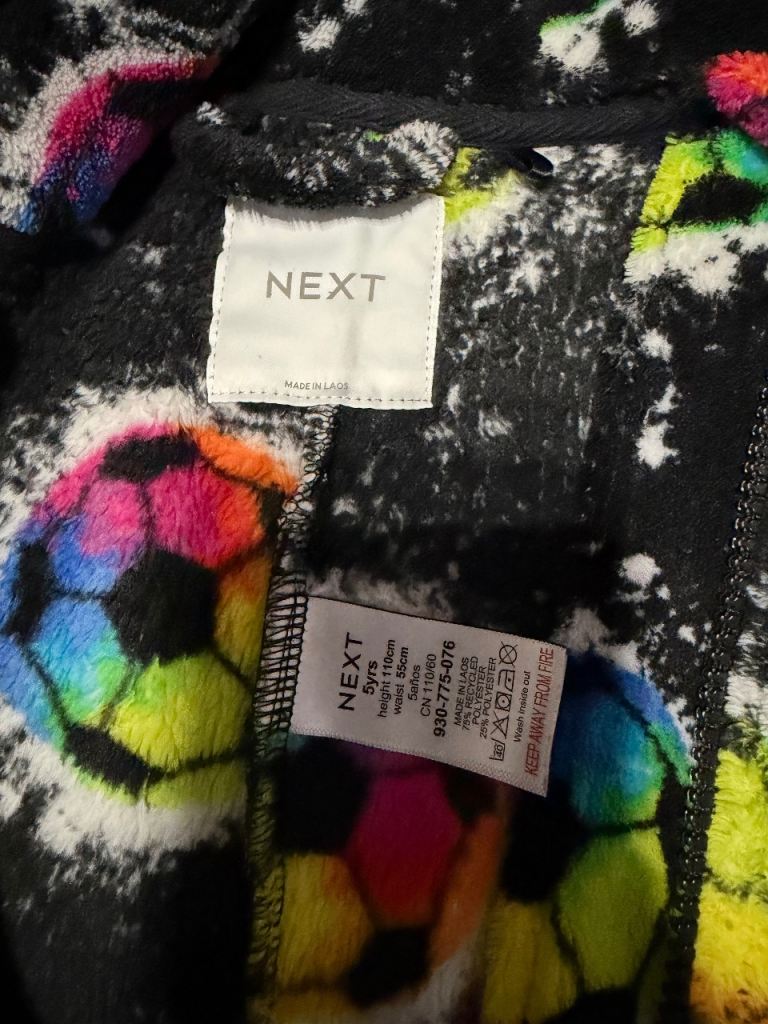 NEXT
MADE IN LAOS
NEXT
5yrs
height 110cm
waist 55cm
5años
CN 110/60
930-775-076
MADE IN LAOS
75% RECYCLED
POLYESTER
25% POLYESTER
40
Wash inside out
KEEP AWAY FROM FIRE